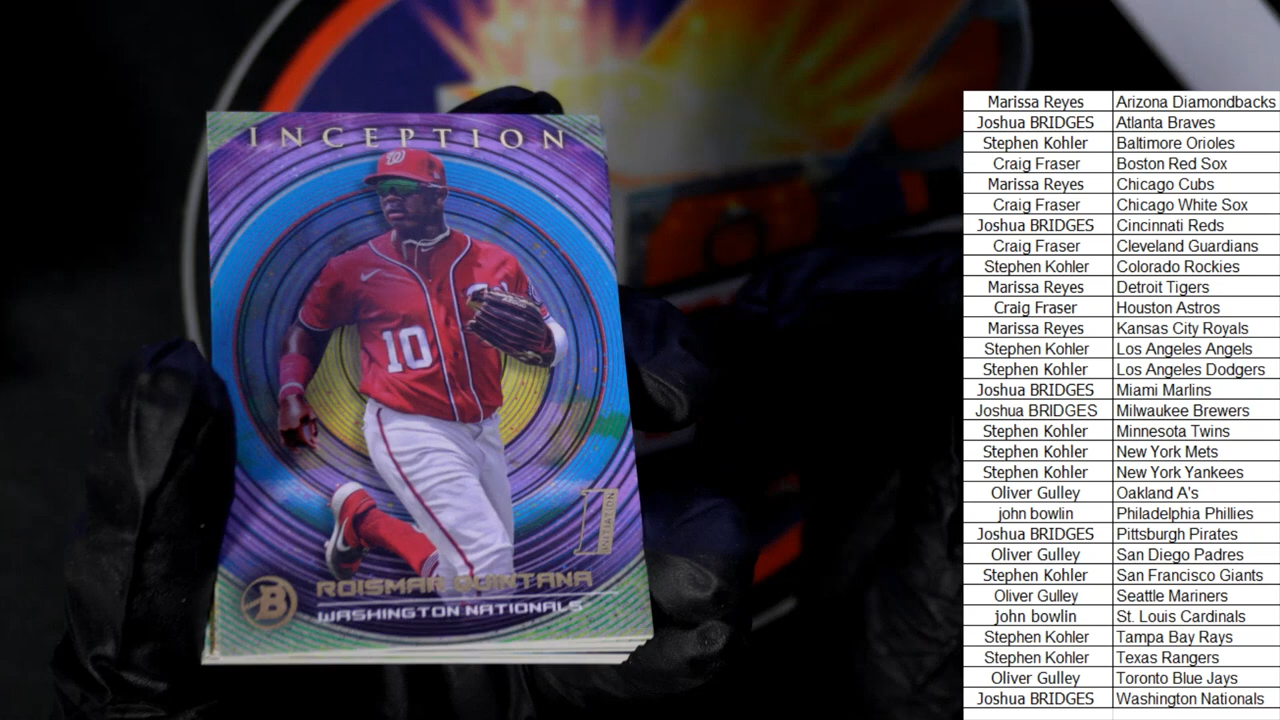 INCEPTION
W
10
INITIATION
B
ROISMAR QUINTANA
WASHINGTON NATIONALS
Marissa Reyes Arizona Diamondbacks
Joshua BRIDGES Atlanta Braves
Stephen Kohler Baltimore Orioles
Craig Fraser Boston Red Sox
Marissa Reyes Chicago Cubs
Craig Fraser Chicago White Sox
Joshua BRIDGES Cincinnati Reds
Craig Fraser Cleveland Guardians
Stephen Kohler Colorado Rockies
Marissa Reyes Detroit Tigers
Craig Fraser Houston Astros
Marissa Reyes Kansas City Royals
Stephen Kohler Los Angeles Angels
Stephen Kohler Los Angeles Dodgers
Joshua BRIDGES Miami Marlins
Joshua BRIDGES Milwaukee Brewers
Stephen Kohler Minnesota Twins
Stephen Kohler New York Mets
Stephen Kohler New York Yankees
Oliver Gulley Oakland A's
john bowlin Philadelphia Phillies
Joshua BRIDGES Pittsburgh Pirates
Oliver Gulley San Diego Padres
Stephen Kohler San Francisco Giants
Oliver Gulley Seattle Mariners
john bowlin St. Louis Cardinals
Stephen Kohler Tampa Bay Rays
Stephen Kohler Texas Rangers
Oliver Gulley Toronto Blue Jays
Joshua BRIDGES Washington Nationals